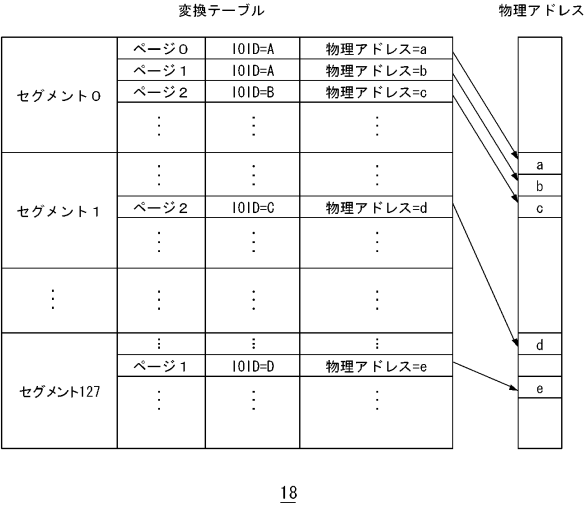 変換テーブル 物理アドレス
ページ0 IOID=A 物理アドレス=a
ページ1 IOID=A 物理アドレス=b
セグメント0 ページ2 IOID=B 物理アドレス=c
⋮ ⋮ ⋮
⋮ ⋮ ⋮ a
b
セグメント1 ページ2 IOID=C 物理アドレス=d c
⋮ ⋮ ⋮
⋮ ⋮ ⋮ ⋮
⋮ ⋮ ⋮ d
ページ1 IOID=D 物理アドレス=e
セグメント127 e
⋮ ⋮ ⋮
18